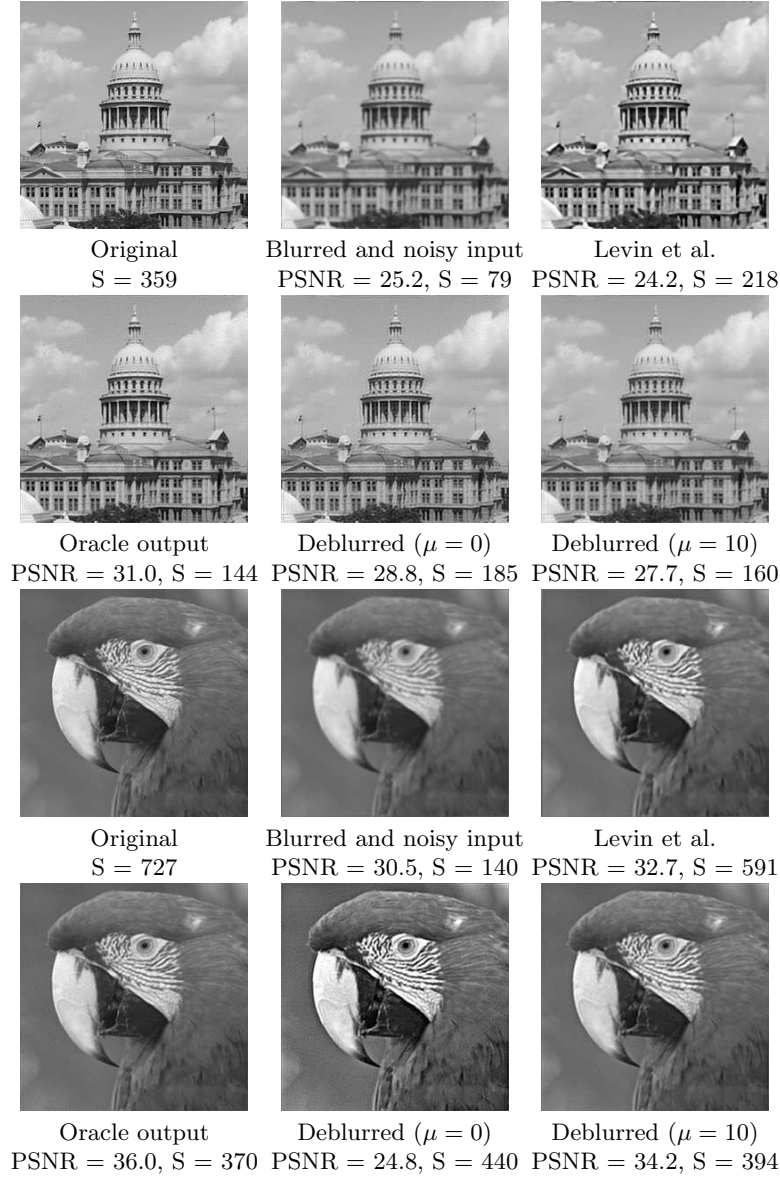 Original
S = 359
Blurred and noisy input
PSNR = 25.2, S = 79
Levin et al.
PSNR = 24.2, S = 218
Oracle output
PSNR = 31.0, S = 144
Deblurred (μ = 0)
PSNR = 28.8, S = 185
Deblurred (μ = 10)
PSNR = 27.7, S = 160
Original
S = 727
Blurred and noisy input
PSNR = 30.5, S = 140
Levin et al.
PSNR = 32.7, S = 591
Oracle output
PSNR = 36.0, S = 370
Deblurred (μ = 0)
PSNR = 24.8, S = 440
Deblurred (μ = 10)
PSNR = 34.2, S = 394